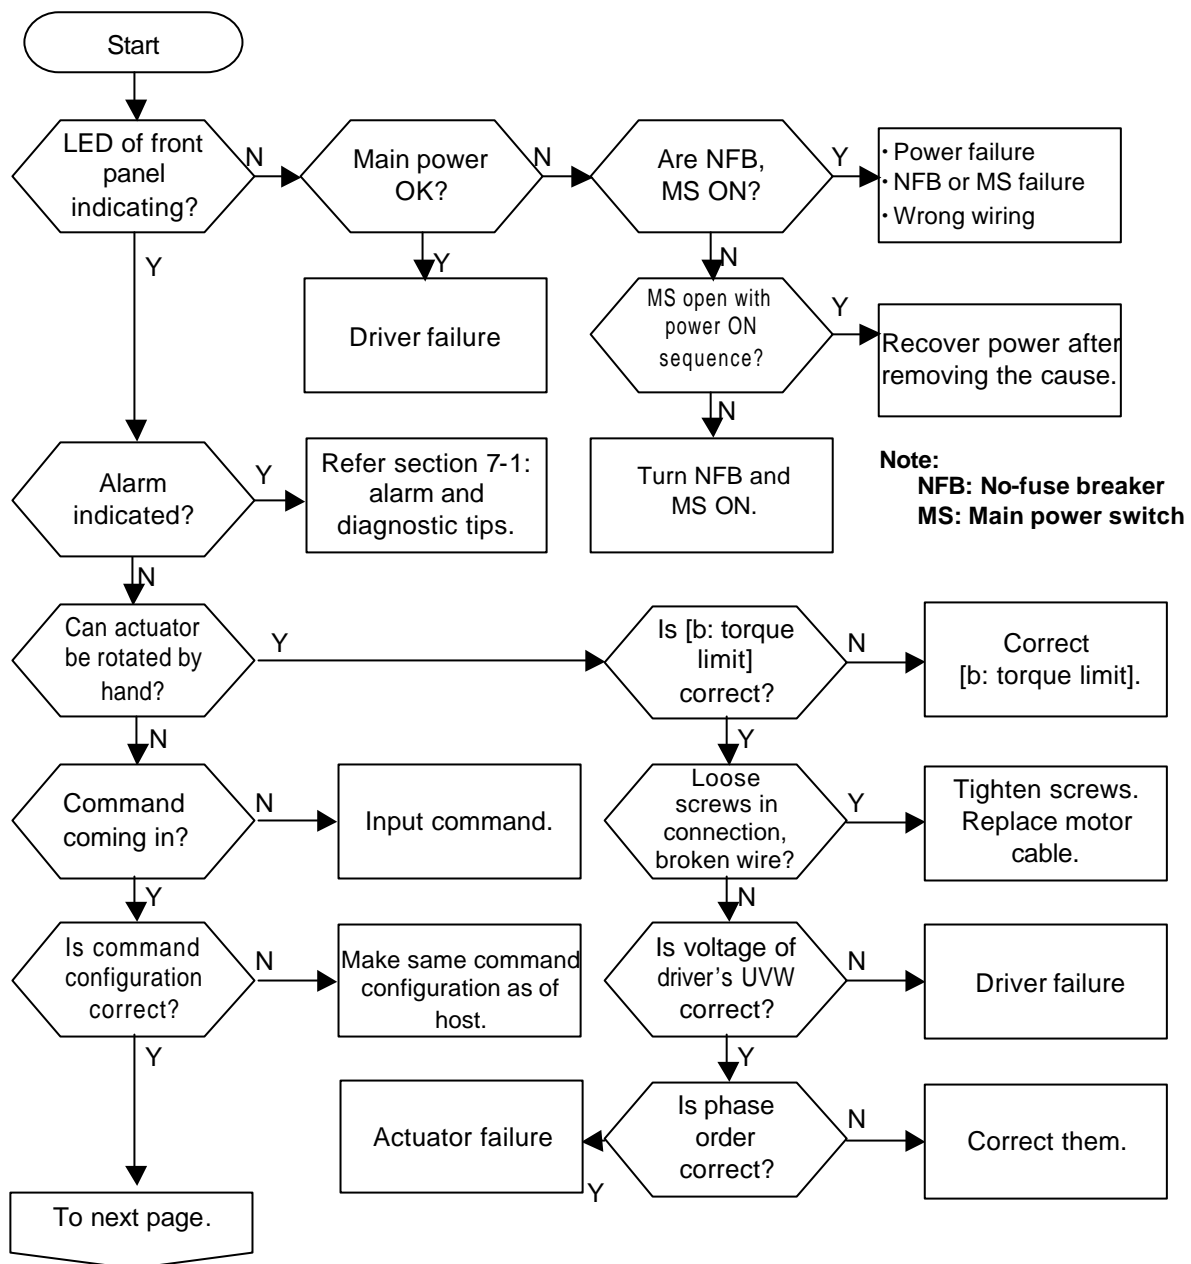 Start
LED of front
panel
indicating?
N
Main power
OK?
N
Are NFB,
MS ON?
Y
・Power failure
・NFB or MS failure
・Wrong wiring
Y
Y
Driver failure
N
MS open with
power ON
sequence?
Y
Recover power after
removing the cause.
N
Turn NFB and
MS ON.
Note:
NFB: No-fuse breaker
MS: Main power switch
Alarm
indicated?
Y
Refer section 7-1:
alarm and
diagnostic tips.
N
Can actuator
be rotated by
hand?
Y
Is [b: torque
limit]
correct?
N
Correct
[b: torque limit].
N
Y
Command
coming in?
N
Input command.
Loose
screws in
connection,
broken wire?
Y
Tighten screws.
Replace motor
cable.
Y
N
Is command
configuration
correct?
N
Make same command
configuration as of
host.
Is voltage of
driver’s UVW
correct?
N
Driver failure
Y
Y
Actuator failure
Y
Is phase
order
correct?
N
Correct them.
To next page.